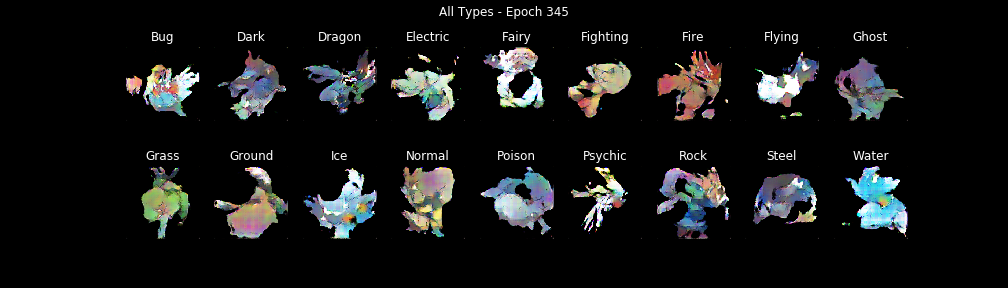 All Types - Epoch 345
Bug Dark Dragon Electric Fairy Fighting Fire Flying Ghost
Grass Ground Ice Normal Poison Psychic Rock Steel Water